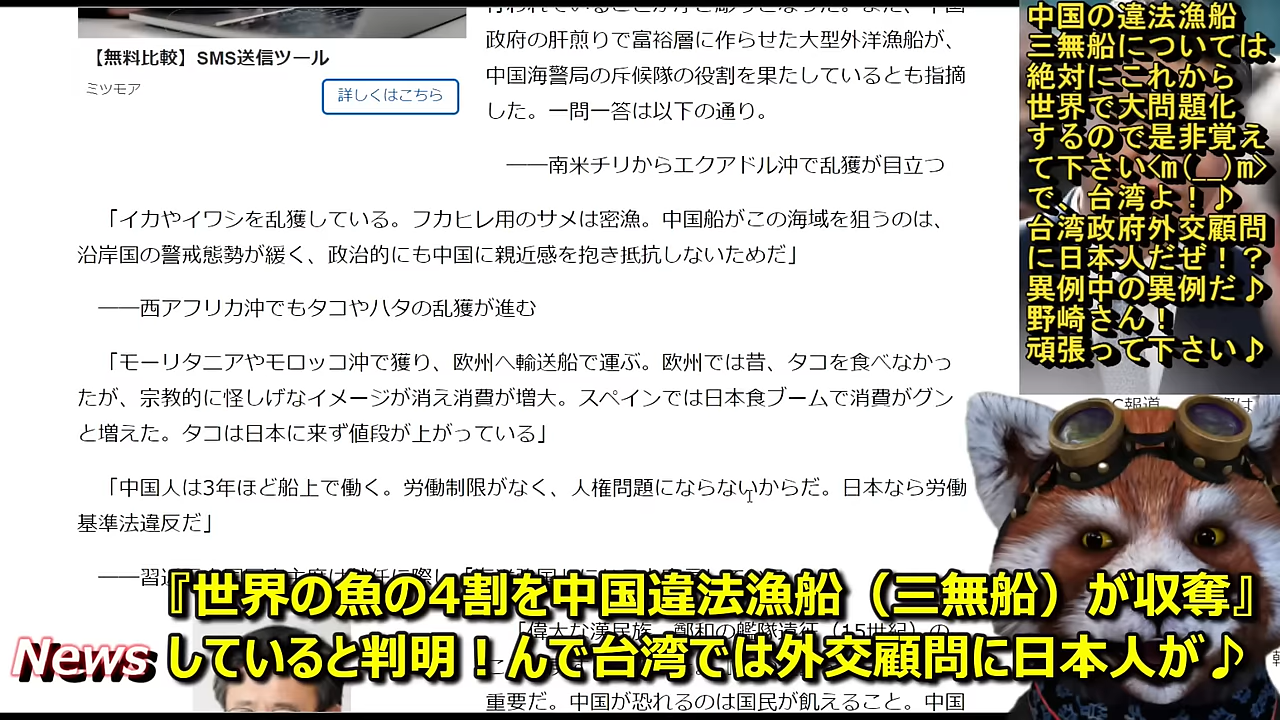 【無料比較】SMS送信ツール
ミツモア
詳しくはこちら
政府の肝煎りで富裕層に作らせた大型外洋漁船が、
中国海警局の斥候隊の役割を果たしているとも指摘
した。一問一答は以下の通り。
――南米チリからエクアドル沖で乱獲が目立つ
「イカやイワシを乱獲している。フカヒレ用のサメは密漁。中国船がこの海域を狙うのは、
沿岸国の警戒態勢が緩く、政治的にも中国に親近感を抱き抵抗しないためだ」
――西アフリカ沖でもタコやハタの乱獲が進む
「モーリタニアやモロッコ沖で獲り、欧州へ輸送船で運ぶ。欧州では昔、タコを食べなかっ
たが、宗教的に怪しげなイメージが消え消費が増大。スペインでは日本食ブームで消費がグン
と増えた。タコは日本に来ず値段が上がっている」
「中国人は3年ほど船上で働く。労働制限がなく、人権問題にならないからだ。日本なら労働
基準法違反だ」
「偉大な漢民族 鄭和の艦隊遠征(15世紀)の
重要だ。中国が恐れるのは国民が飢えること。中国
中国の違法漁船
三無船については
絶対にこれから
世界で大問題化
するので是非覚え
て下さい<m(__)m>
で、台湾よ!♪
台湾政府外交顧問
に日本人だぜ!?
異例中の異例だ♪
野崎さん!
頑張って下さい♪
『世界の魚の4割を中国違法漁船(三無船)が収奪』
News していると判明!んで台湾では外交顧問に日本人が♪